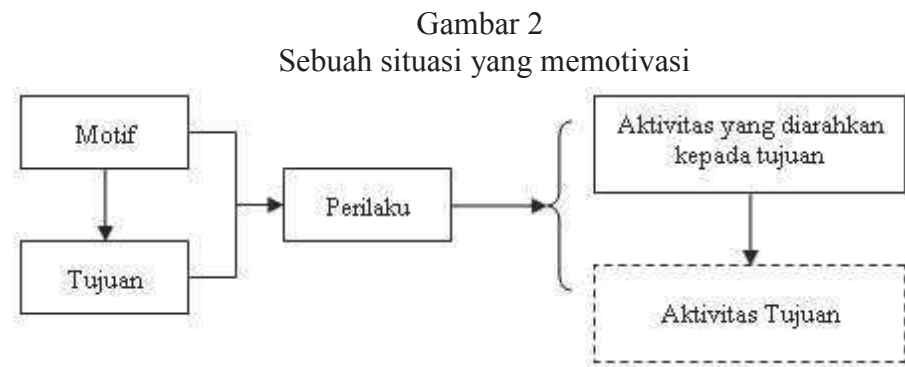 Gambar 2
Sebuah situasi yang memotivasi
Motif
Tujuan
Perilaku
Aktivitas yang diarahkan
kepada tujuan
Aktivitas Tujuan